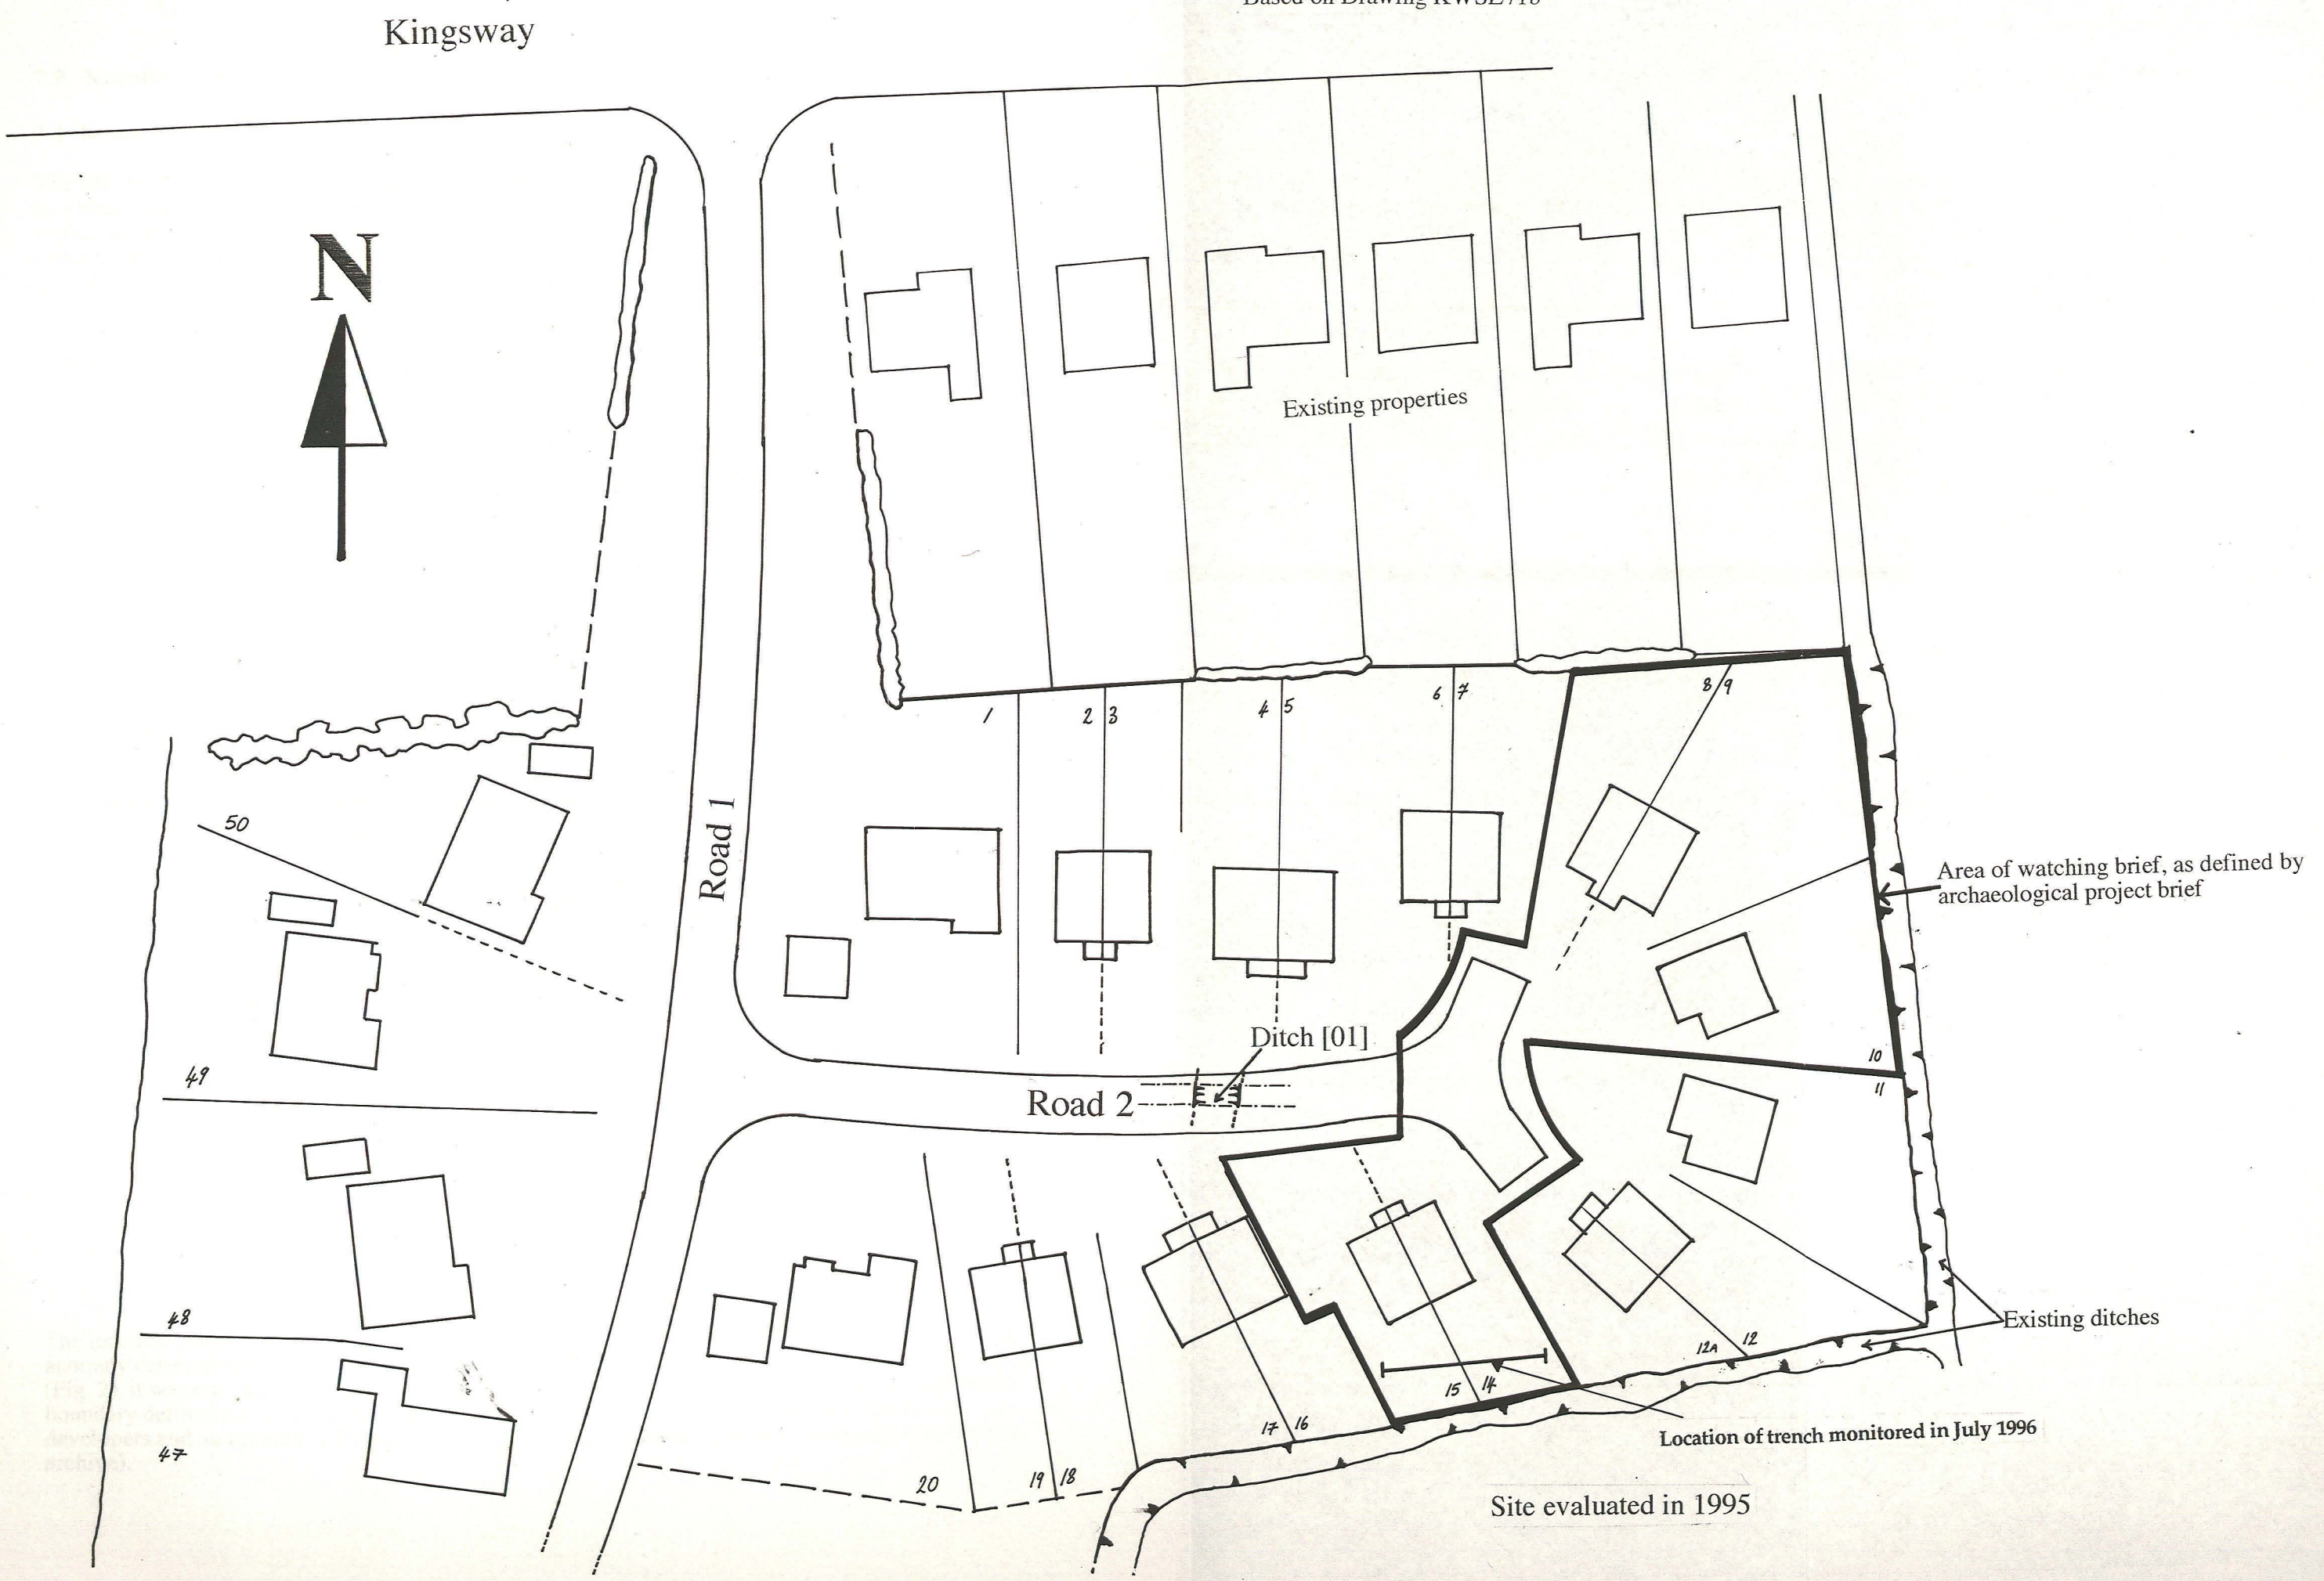 Kingsway
N
Existing properties
1
2 3
4 5
6 7
8 9
50
Road 1
Area of watching brief, as defined by
archaeological project brief
Ditch [01]
10
11
49
Road 2
48
Existing ditches
12A 12
15 14
17 16
Location of trench monitored in July 1996
47
20
19 18
Site evaluated in 1995